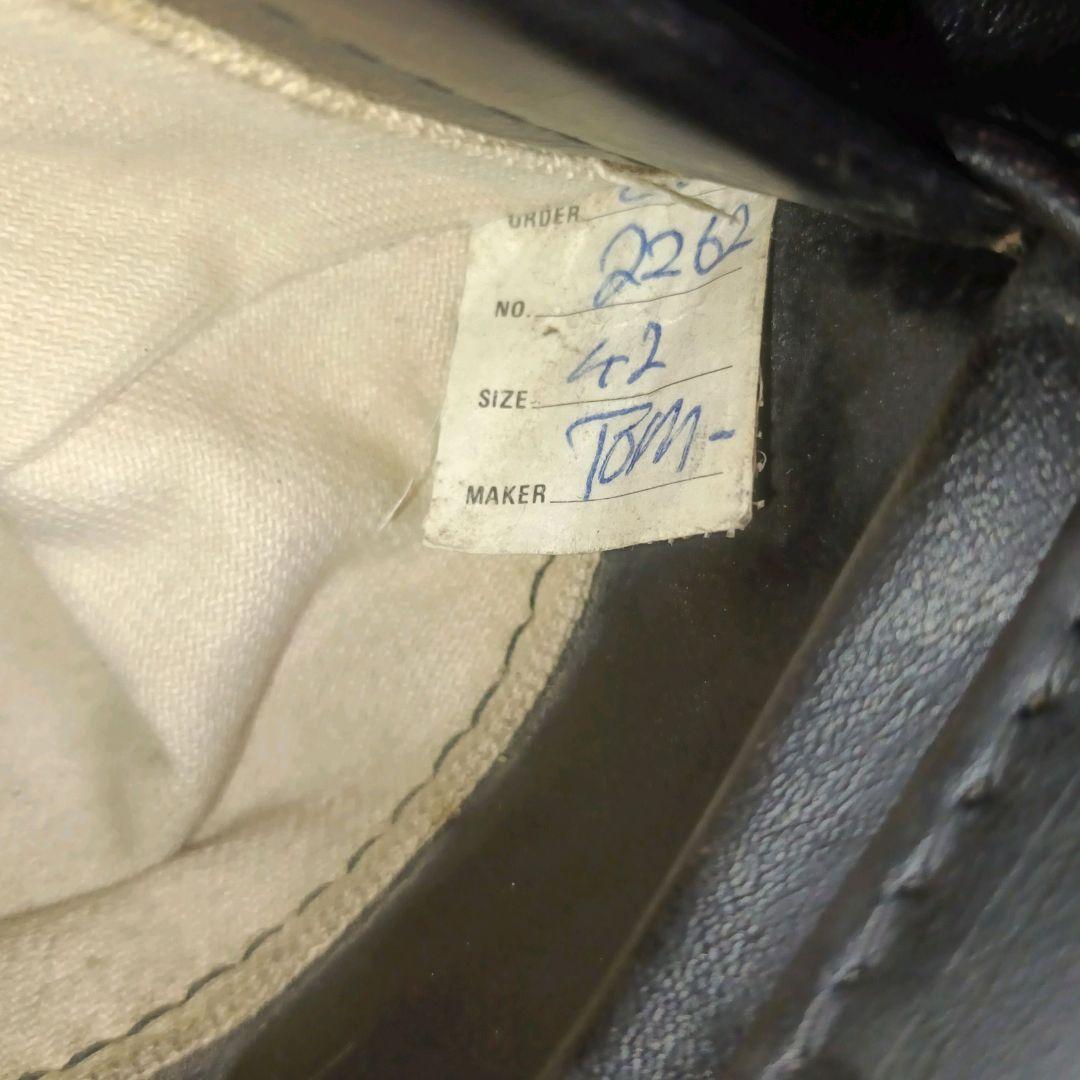 ORDER
NO. 2262
SIZE 42
MAKER TOM-